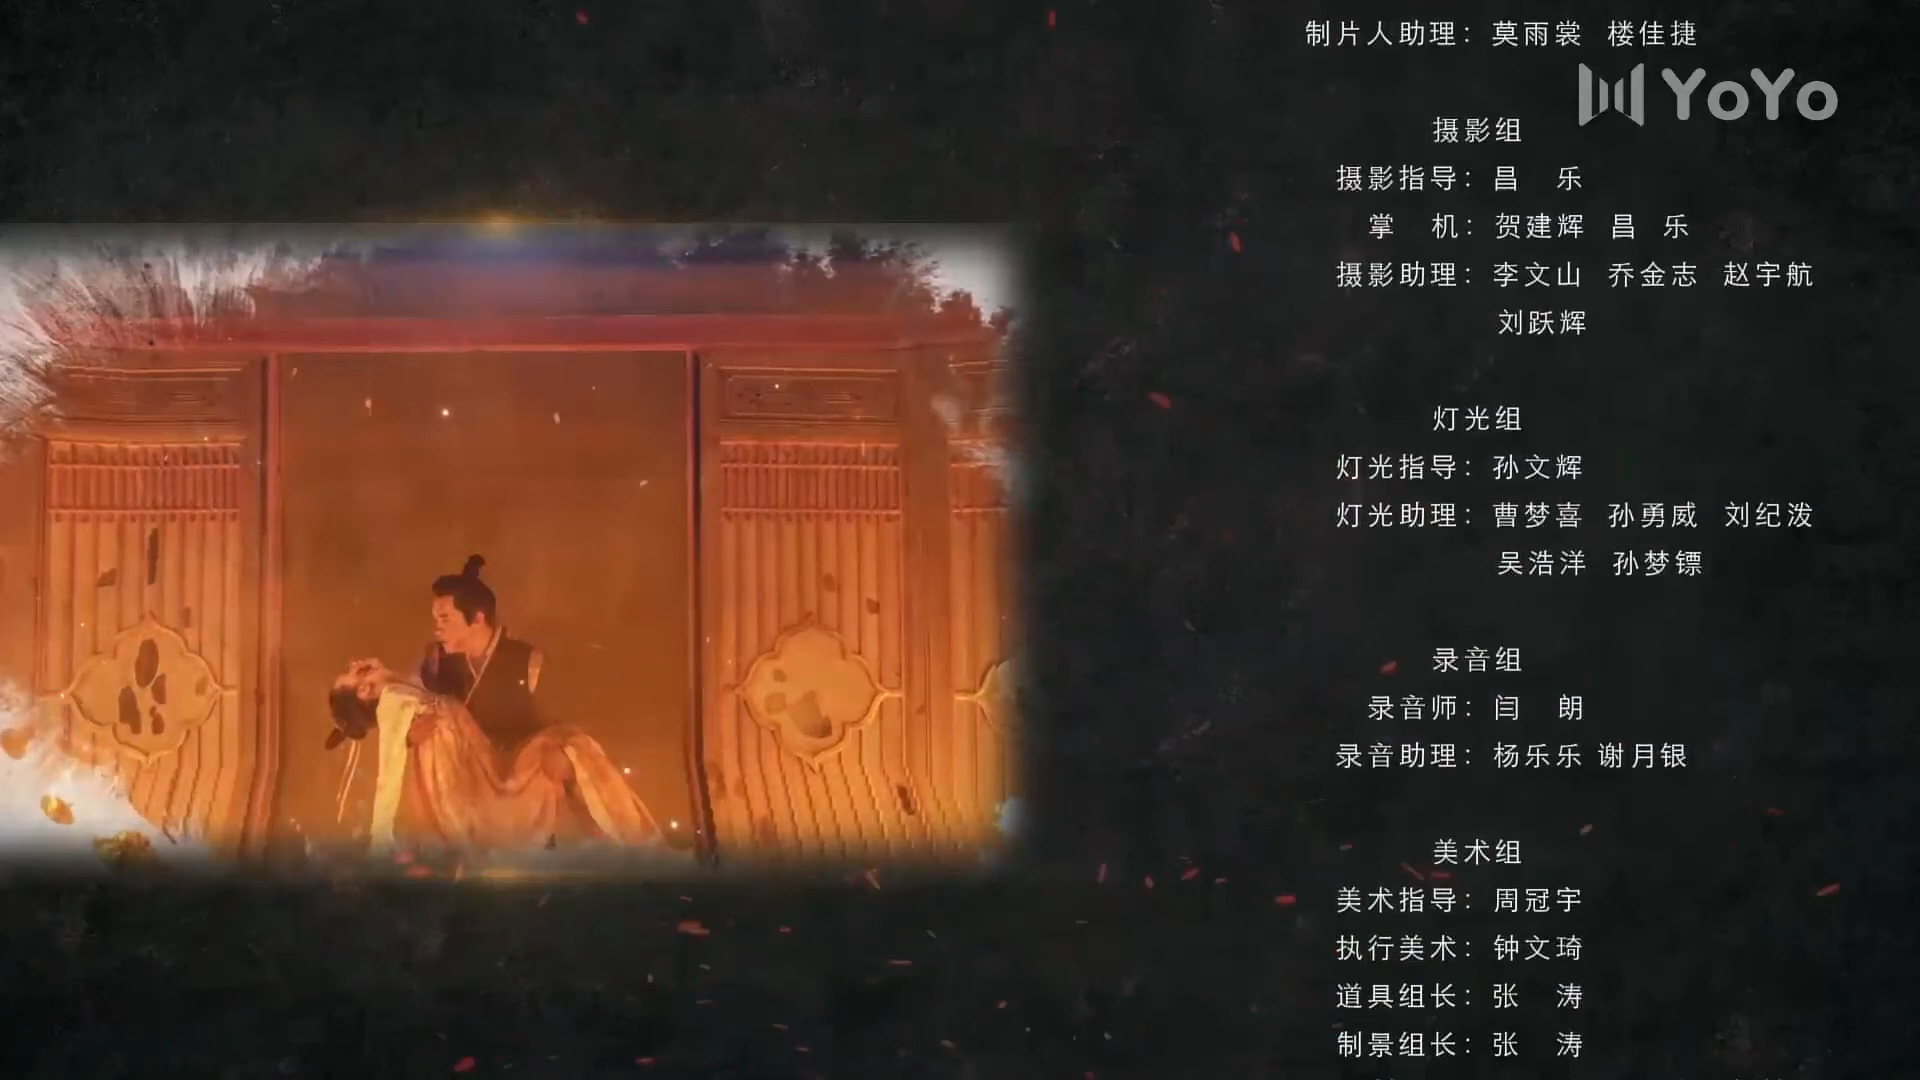 制片人助理：莫雨裳 楼佳捷
YoYo
摄影组
摄影指导：昌 乐
掌 机：贺建辉 昌 乐
摄影助理：李文山 乔金志 赵宇航
刘跃辉
灯光组
灯光指导：孙文辉
灯光助理：曹梦喜 孙勇威 刘纪泼
吴浩洋 孙梦镖
录音组
录音师：闫 朗
录音助理：杨乐乐 谢月银
美术组
美术指导：周冠宇
执行美术：钟文琦
道具组长：张 涛
制景组长：张 涛